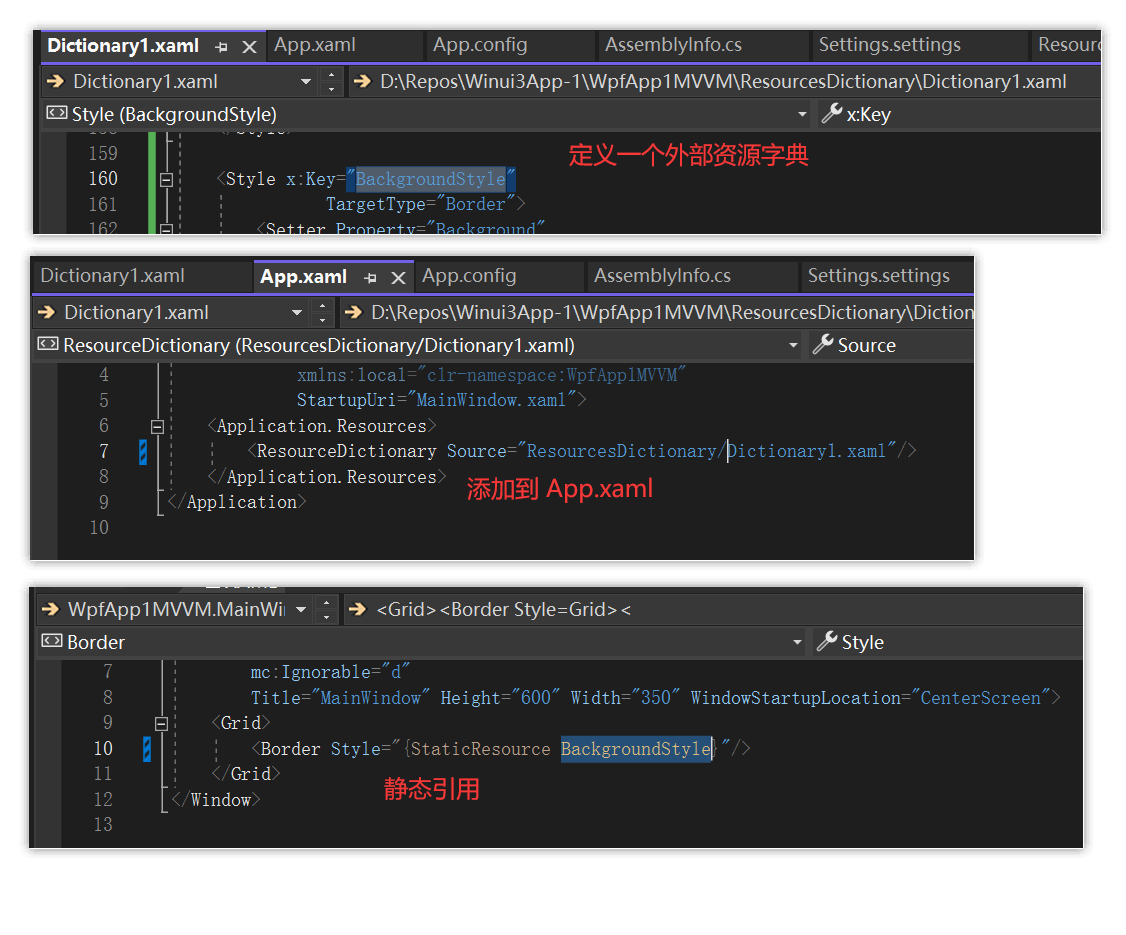 Dictionary1.xaml App.xaml App.config AssemblyInfo.cs Settings.settings Resourc
Dictionary1.xaml D:\Repos\Winui3App-1\WpfApp1MVVM\ResourcesDictionary\Dictionary1.xaml
Style (BackgroundStyle) x:Key
159
定义一个外部资源字典
160 <Style x:Key="BackgroundStyle"
161 TargetType="Border">
162 <Setter Property="Background"
Dictionary1.xaml App.xaml App.config AssemblyInfo.cs Settings.settings
Dictionary1.xaml D:\Repos\Winui3App-1\WpfApp1MVVM\ResourcesDictionary\Diction
ResourceDictionary (ResourcesDictionary/Dictionary1.xaml) Source
4 xmlns:local="clr-namespace:WpfApp1MVVM"
5 StartupUri="MainWindow.xaml">
6 <Application.Resources>
7 <ResourceDictionary Source="ResourcesDictionary/Dictionary1.xaml"/>
8 </Application.Resources>
添加到 App.xaml
9 </Application>
10
WpfApp1MVVM.MainWi <Grid><Border Style=Grid><
Border Style
7 mc:Ignorable="d"
8 Title="MainWindow" Height="600" Width="350" WindowStartupLocation="CenterScreen">
9 <Grid>
10 <Border Style="{StaticResource BackgroundStyle}"/>
11 </Grid>
静态引用
12 </Window>
13